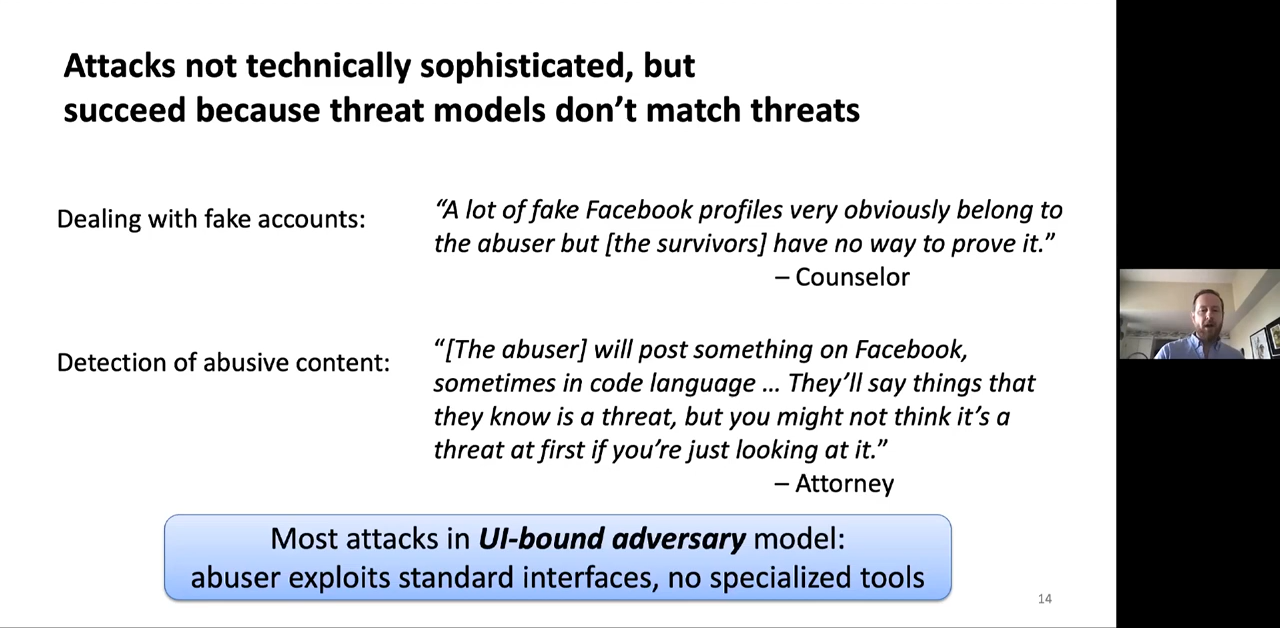 Attacks not technically sophisticated, but
succeed because threat models don’t match threats
Dealing with fake accounts:
“A lot of fake Facebook profiles very obviously belong to
the abuser but [the survivors] have no way to prove it.”
– Counselor
Detection of abusive content:
“[The abuser] will post something on Facebook,
sometimes in code language … They’ll say things that
they know is a threat, but you might not think it’s a
threat at first if you’re just looking at it.”
– Attorney
Most attacks in UI-bound adversary model:
abuser exploits standard interfaces, no specialized tools
14